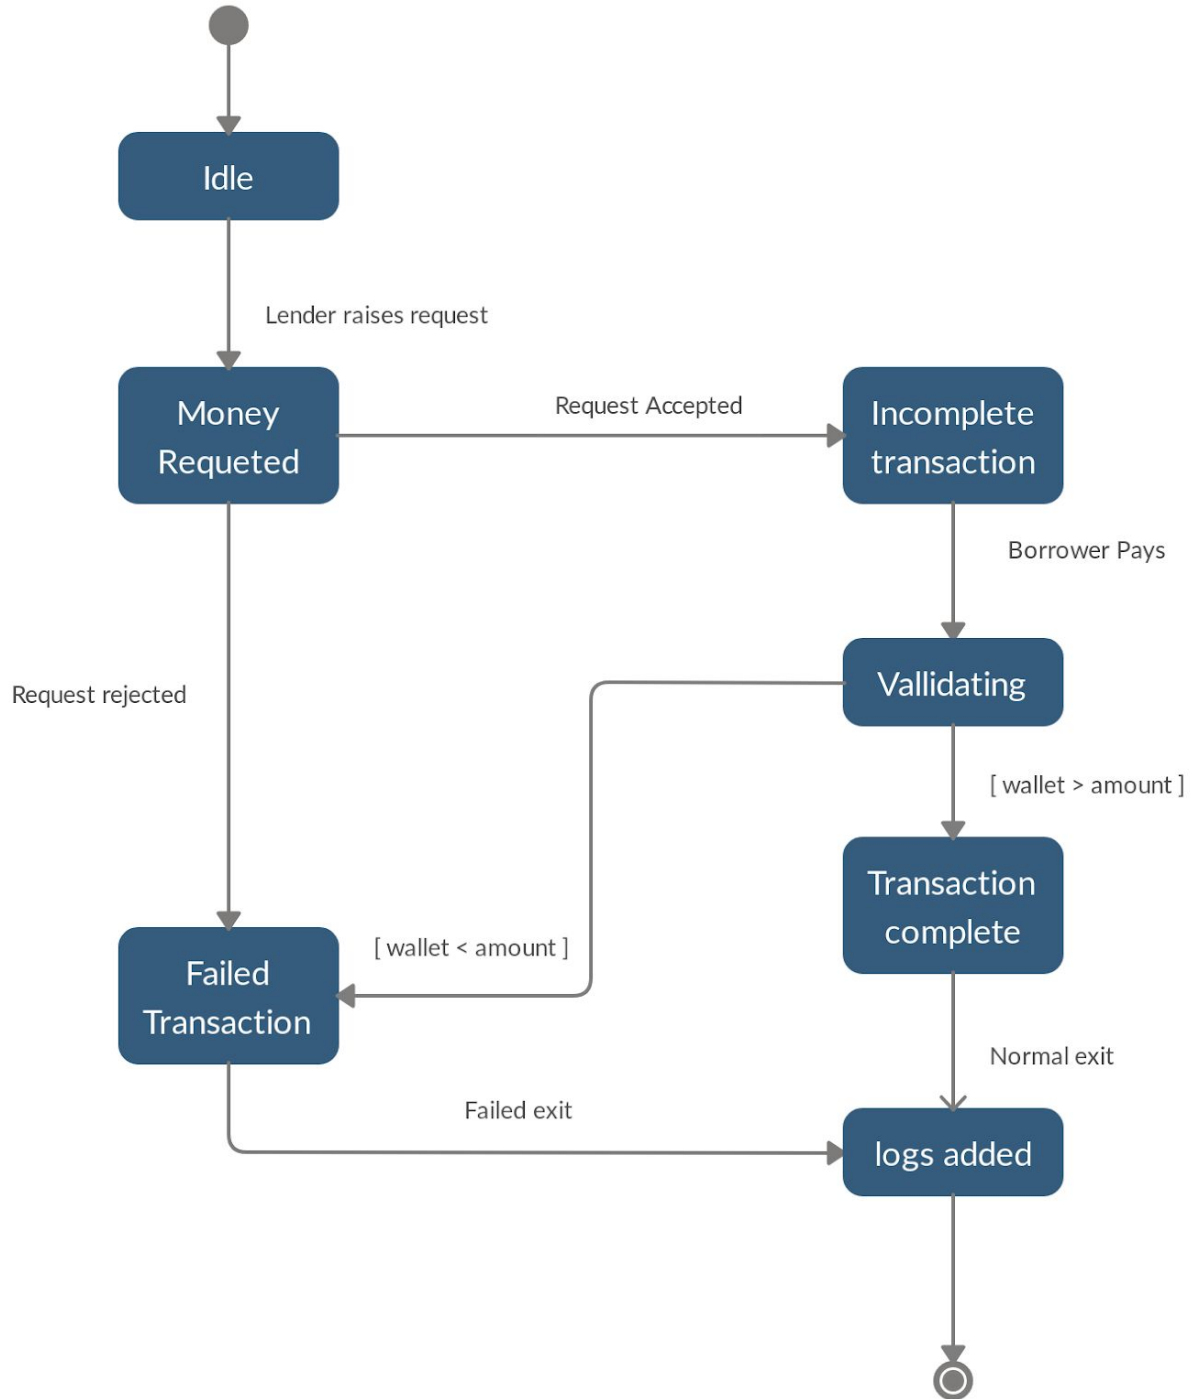 Idle
Lender raises request
Money
Requeted
Request Accepted
Incomplete
transaction
Borrower Pays
Request rejected
Vallidating
[ wallet > amount ]
Transaction
complete
[ wallet < amount ]
Failed
Transaction
Normal exit
Failed exit
logs added